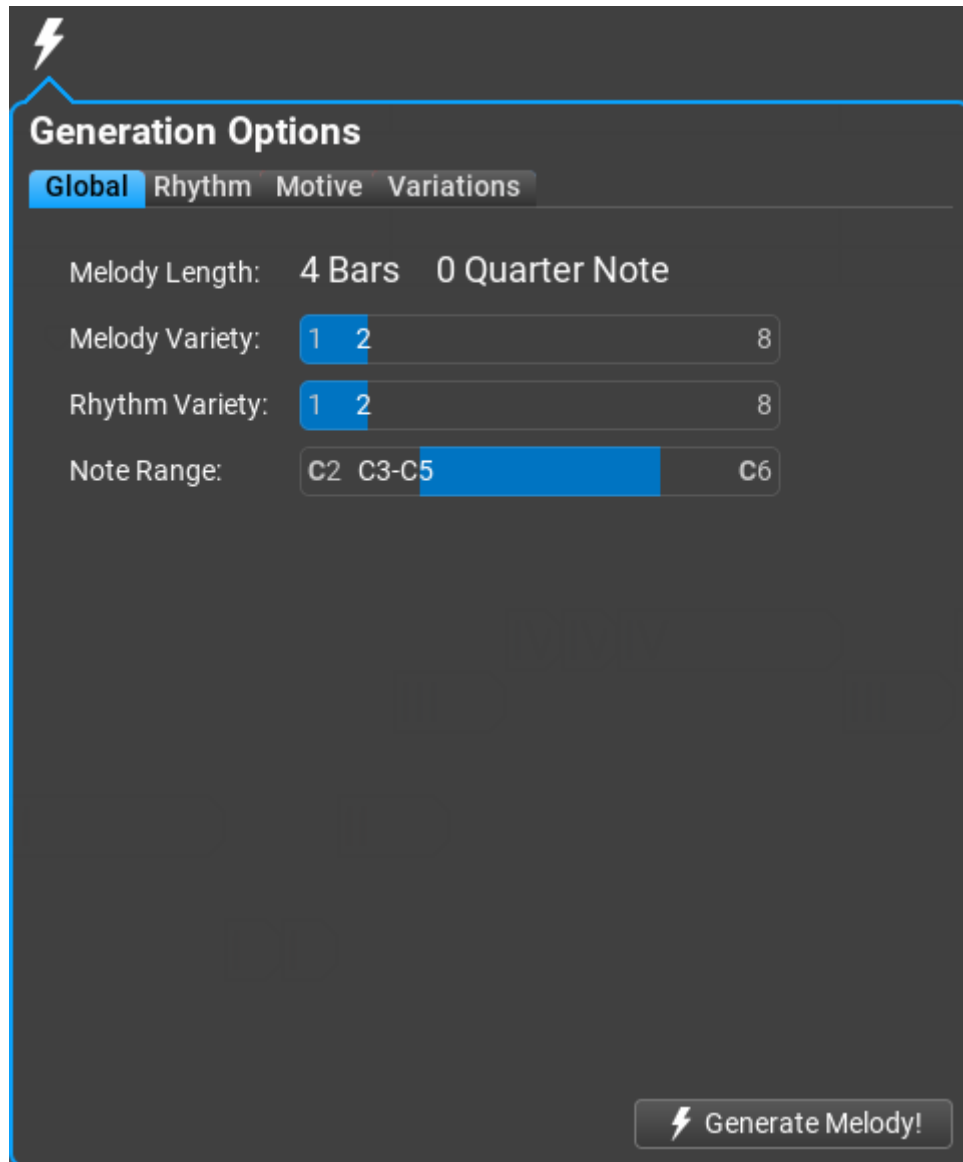 Generation Options
Global Rhythm Motive Variations
Melody Length: 4 Bars 0 Quarter Note
Melody Variety: 1 2 8
Rhythm Variety: 1 2 8
Note Range: C2 C3-C5 C6
Generate Melody!